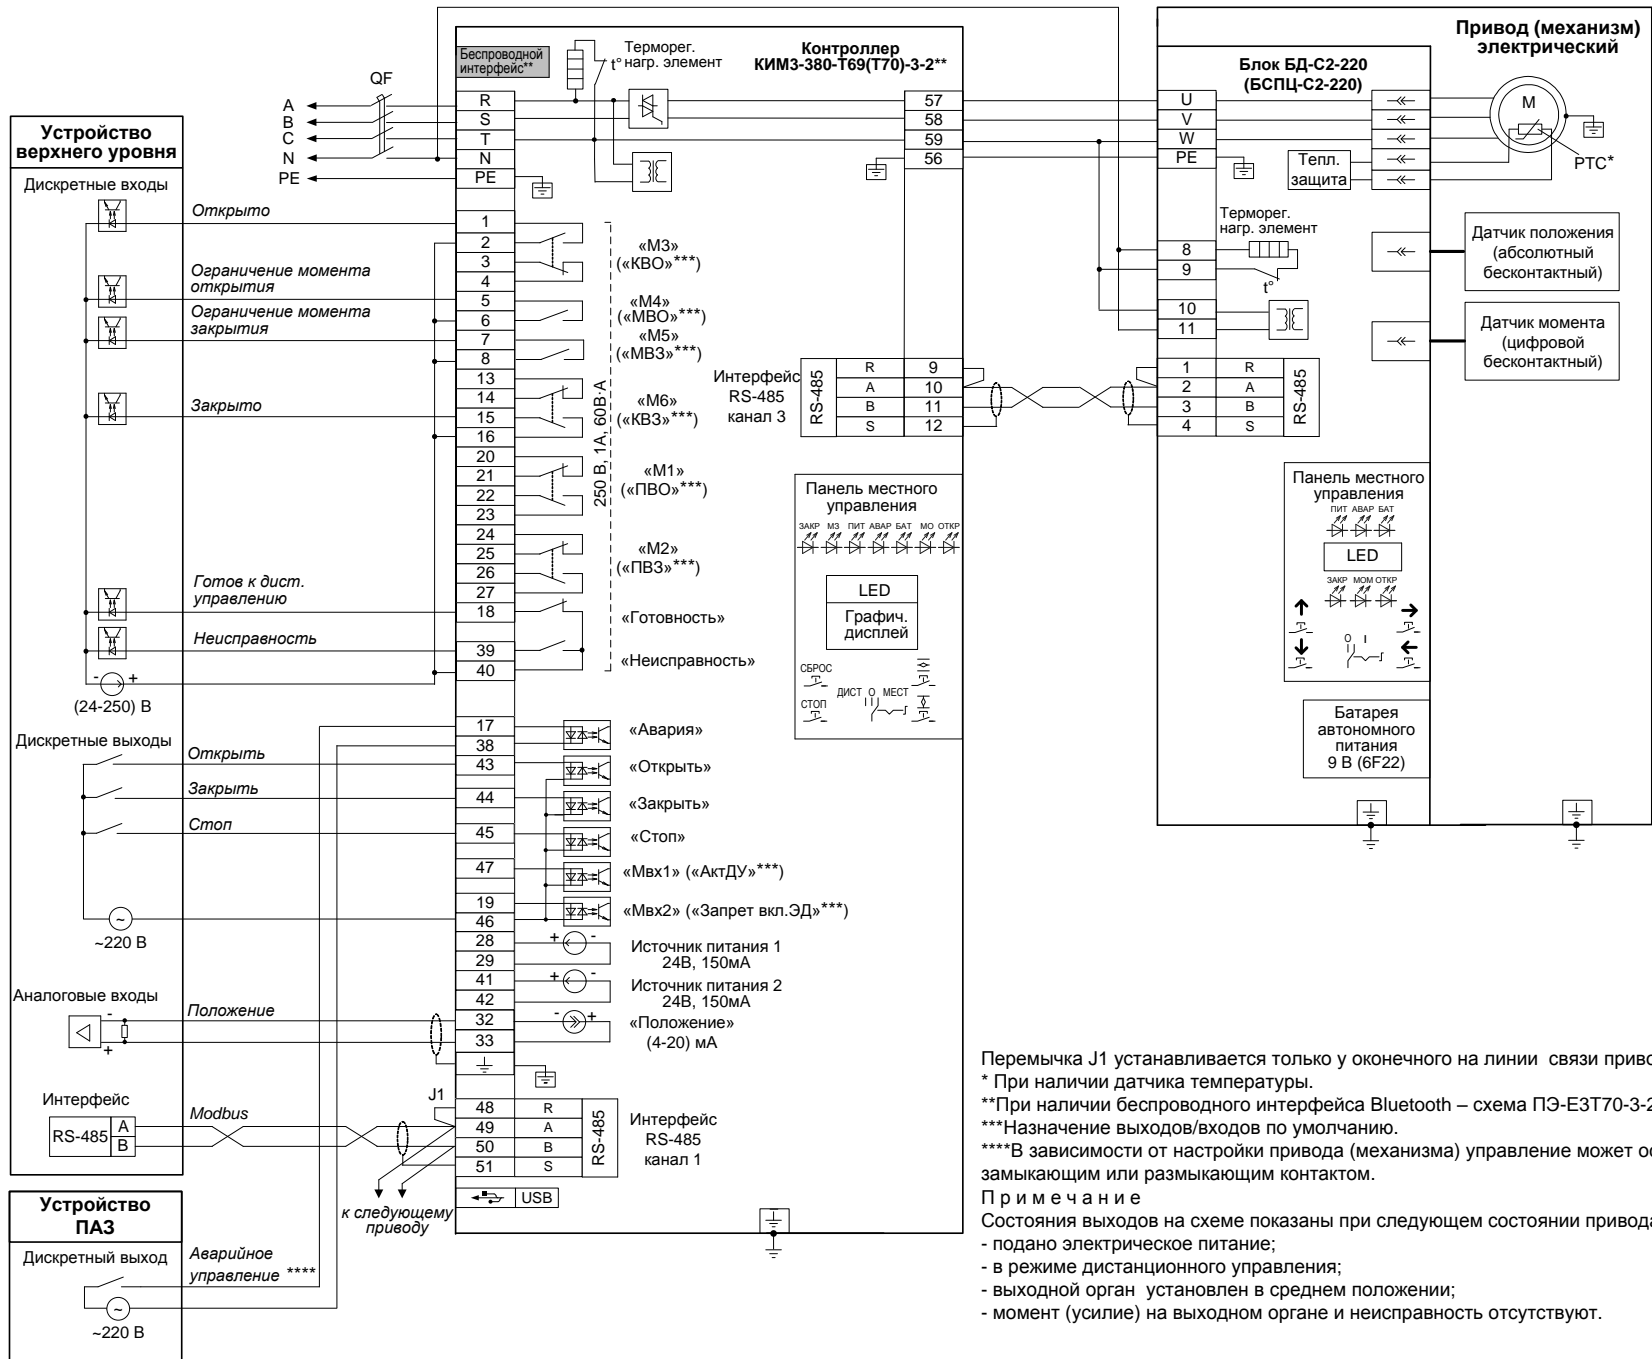 Устройство
верхнего уровня
Дискретные входы
Открыто
Ограничение момента
открытия
Ограничение момента
закрытия
Закрыто
Готов к дист.
управлению
Неисправность
- +
(24-250) В
Дискретные выходы
Открыть
Закрыть
Стоп
~
~220 В
Аналоговые входы
Положение
-
+
Интерфейс
RS-485
A
B
Modbus
Устройство
ПАЗ
Дискретный выход
Аварийное
управление ****
~
~220 В
QF
A
B
C
N
PE
Беспроводной
интерфейс**
Терморег.
t° нагр. элемент
Контроллер
КИМ3-380-Т69(Т70)-3-2**
R
S
T
N
PE
57
58
59
56
1
2
3
4
5
6
7
8
13
14
15
16
20
21
22
23
24
25
26
27
18
39
40
250 В, 1А, 60В·А
«М3»
(«КВО»***)
«М4»
(«МВО»***)
«М5»
(«МВЗ»***)
«М6»
(«КВЗ»***)
«М1»
(«ПВО»***)
«М2»
(«ПВЗ»***)
«Готовность»
«Неисправность»
Интерфейс
RS-485
канал 3
RS-485
R 9
A 10
B 11
S 12
Панель местного
управления
ЗАКР МЗ ПИТ АВАР БАТ МО ОТКР
LED
Графич.
дисплей
СБРОС
СТОП
ДИСТ О МЕСТ
17
38
43
44
45
47
19
46
28
29
41
42
32
33
«Авария»
«Открыть»
«Закрыть»
«Стоп»
«Мвх1» («АктДУ»***)
«Мвх2» («Запрет вкл.ЭД»***)
+ -
Источник питания 1
24В, 150мА
+ -
Источник питания 2
24В, 150мА
- +
«Положение»
(4-20) мА
J1
48 R
49 A
50 B
51 S
RS-485
Интерфейс
RS-485
канал 1
USB
к следующему
приводу
Привод (механизм)
электрический
Блок БД-С2-220
(БСПЦ-С2-220)
U
V
W
PE
M
PTC*
Тепл.
защита
Терморег.
нагр. элемент
8
9
t°
10
11
1 R
2 A
3 B
4 S
RS-485
Датчик положения
(абсолютный
бесконтактный)
Датчик момента
(цифровой
бесконтактный)
Панель местного
управления
ПИТ АВАР БАТ
LED
ЗАКР МОМ ОТКР
O I
Батарея
автономного
питания
9 В (6F22)
Перемычка J1 устанавливается только у оконечного на линии связи приво
* При наличии датчика температуры.
**При наличии беспроводного интерфейса Bluetooth – схема ПЭ-Е3Т70-3-2
***Назначение выходов/входов по умолчанию.
****В зависимости от настройки привода (механизма) управление может ос
замыкающим или размыкающим контактом.
П р и м е ч а н и е
Состояния выходов на схеме показаны при следующем состоянии привода
- подано электрическое питание;
- в режиме дистанционного управления;
- выходной орган установлен в среднем положении;
- момент (усилие) на выходном органе и неисправность отсутствуют.